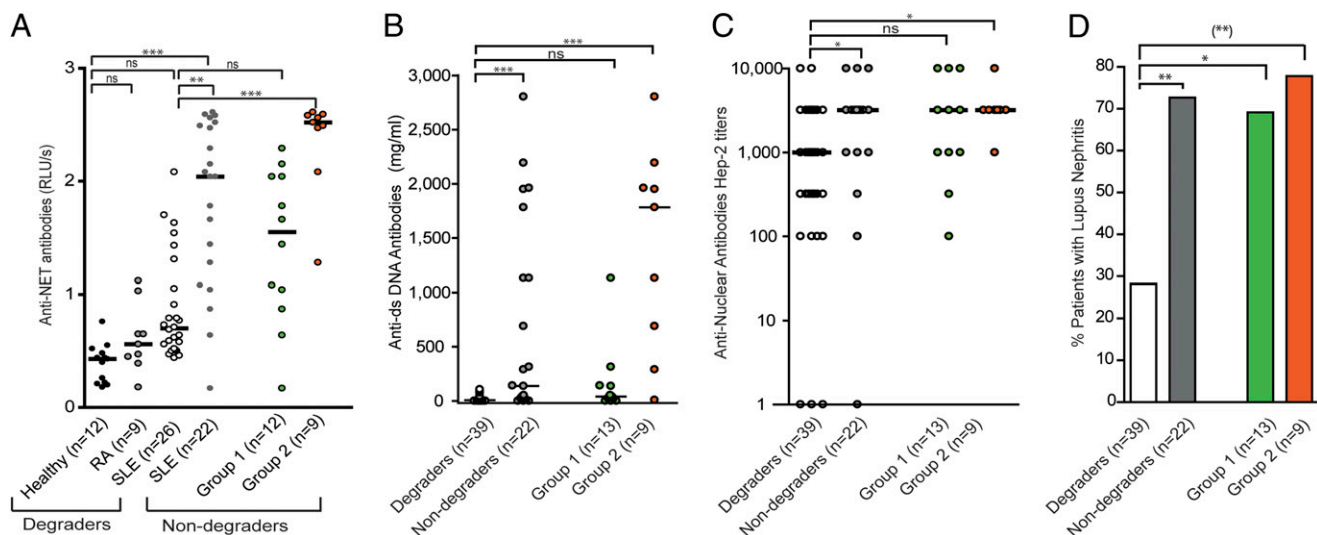 A
Anti-NET antibodies (RLU/s)
3
2
1
0
***
ns
ns
ns
**
***
Healthy (n=12)
RA (n=9)
SLE (n=26)
SLE (n=22)
Group 1 (n=12)
Group 2 (n=9)
Degraders
Non-degraders
B
Anti-ds DNA Antibodies (mg/ml)
3,000
2,500
2,000
1,500
1,000
500
0
***
ns
***
Degraders (n=39)
Non-degraders (n=22)
Group 1 (n=13)
Group 2 (n=9)
C
Anti-Nuclear Antibodies Hep-2 titers
10,000
1,000
100
10
1
*
ns
*
Degraders (n=39)
Non-degraders (n=22)
Group 1 (n=13)
Group 2 (n=9)
D
% Patients with Lupus Nephritis
80
70
60
50
40
30
20
10
0
(**)
*
**
Degraders (n=39)
Non-degraders (n=22)
Group 1 (n=13)
Group 2 (n=9)